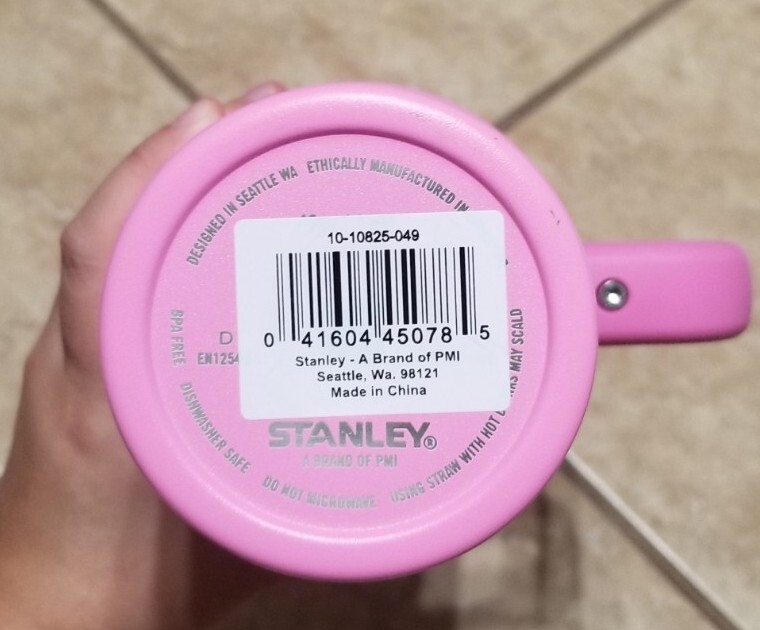 DESIGNED IN SEATTLE WA ETHICALLY MANUFACTURED IN
10-10825-049
0 41604 45078 5
Stanley - A Brand of PMI
Seattle, Wa. 98121
Made in China
BPA FREE
D
EN1254
DISHWASHER SAFE
STANLEY®
A BRAND OF PMI
DO NOT MICROWAVE
USING STRAW WITH HOT MAY SCALD